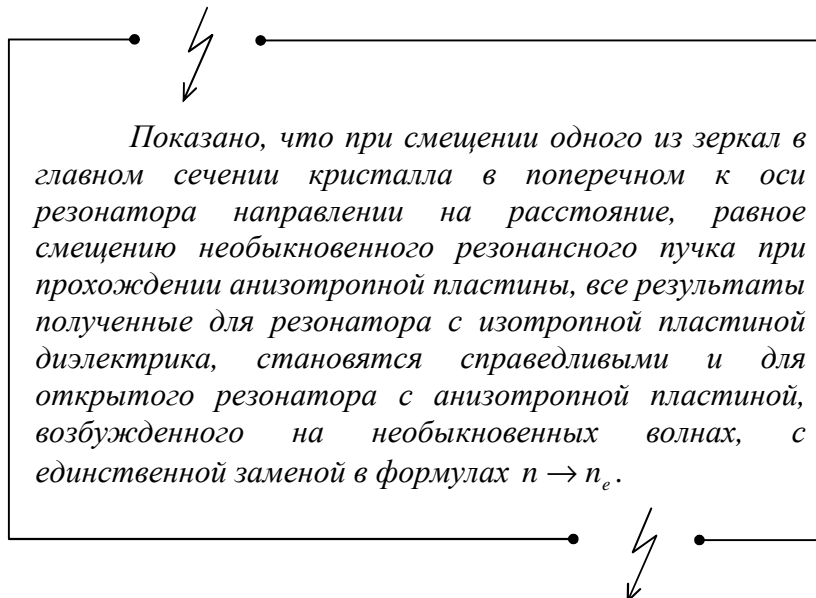 Показано, что при смещении одного из зеркал в
главном сечении кристалла в поперечном к оси
резонатора направлении на расстояние, равное
смещению необыкновенного резонансного пучка при
прохождении анизотропной пластины, все результаты
полученные для резонатора с изотропной пластиной
диэлектрика, становятся справедливыми и для
открытого резонатора с анизотропной пластиной,
возбужденного на необыкновенных волнах, с
единственной заменой в формулах n → nₑ.